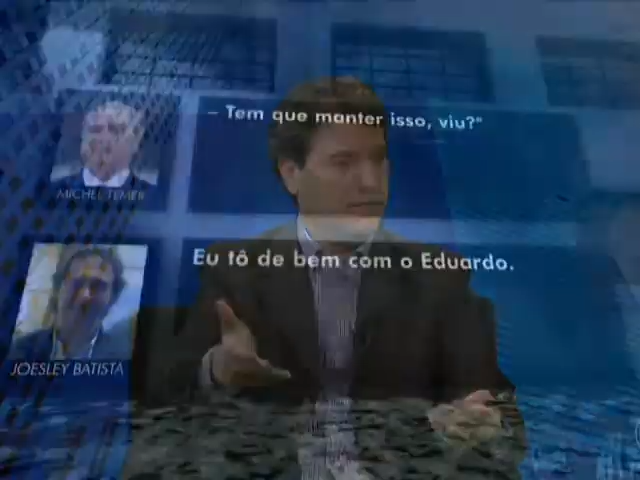 – Tem que manter isso, viu?"
MICHEL TEMER
Eu tô de bem com o Eduardo.
JOESLEY BATISTA